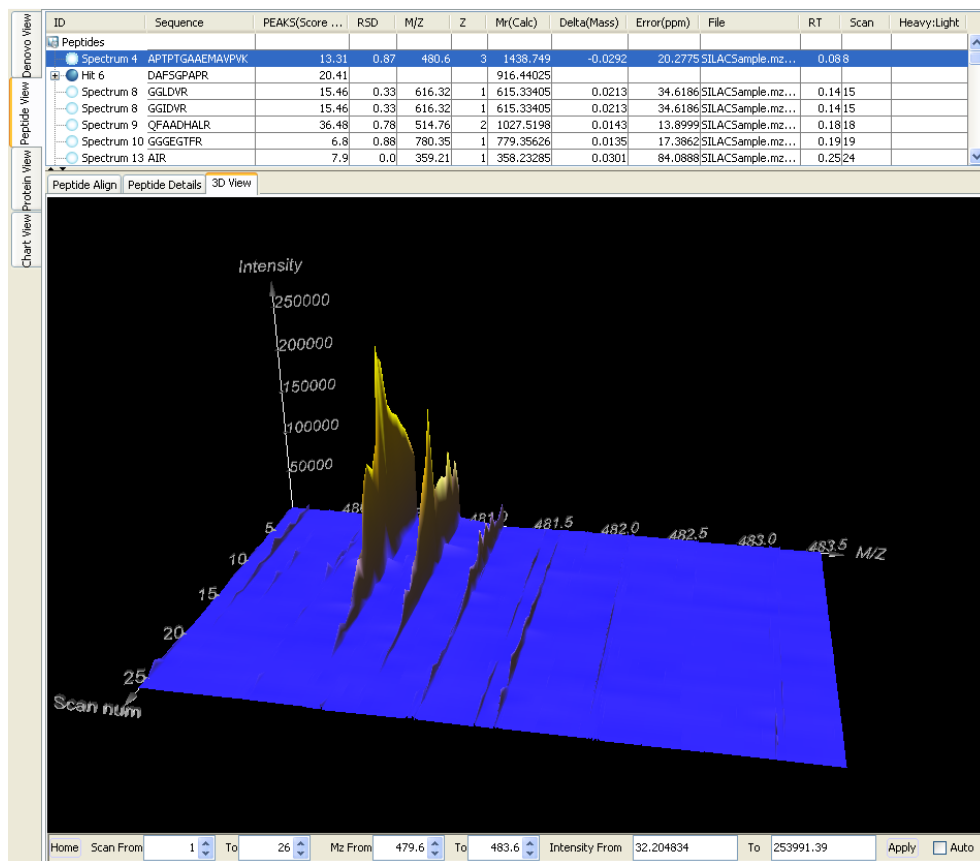 ID Sequence PEAKS(Score ... RSD M/Z Z Mr(Calc) Delta(Mass) Error(ppm) File RT Scan Heavy:Light
Peptides
Spectrum 4 APTPTGAAEMAVPVK 13.31 0.87 480.6 3 1438.749 -0.0292 20.2775 SILACSample.mz... 0.08 8
Hit 6 DAFSGPAPR 20.41 916.44025
Spectrum 8 GGLDVR 15.46 0.33 616.32 1 615.33405 0.0213 34.6186 SILACSample.mz... 0.14 15
Spectrum 8 GGIDVR 15.46 0.33 616.32 1 615.33405 0.0213 34.6186 SILACSample.mz... 0.14 15
Spectrum 9 QFAADHALR 36.48 0.78 514.76 2 1027.5198 0.0143 13.8999 SILACSample.mz... 0.18 18
Spectrum 10 GGGEGTFR 6.8 0.88 780.35 1 779.35626 0.0135 17.3862 SILACSample.mz... 0.19 19
Spectrum 13 AIR 7.9 0.0 359.21 1 358.23285 0.0301 84.0888 SILACSample.mz... 0.25 24
Denovo View
Peptide View
Protein View
Chart View
Peptide Align Peptide Details 3D View
Intensity
250000
200000
150000
100000
50000
481.5 482.0 482.5 483.0 483.5 M/Z
5
10
15
20
25
Scan num
Home Scan From 1 To 26 Mz From 479.6 To 483.6 Intensity From 32.204834 To 253991.39 Apply Auto